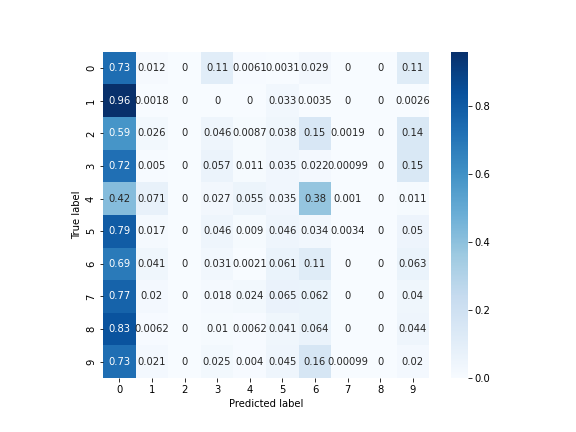 0 0.73 0.012 0 0.11 0.0061 0.0031 0.029 0 0 0.11
1 0.96 0.0018 0 0 0 0.033 0.0035 0 0 0.0026
2 0.59 0.026 0 0.046 0.0087 0.038 0.15 0.0019 0 0.14
3 0.72 0.005 0 0.057 0.011 0.035 0.022 0.00099 0 0.15
4 0.42 0.071 0 0.027 0.055 0.035 0.38 0.001 0 0.011
5 0.79 0.017 0 0.046 0.009 0.046 0.034 0.0034 0 0.05
6 0.69 0.041 0 0.031 0.0021 0.061 0.11 0 0 0.063
7 0.77 0.02 0 0.018 0.024 0.065 0.062 0 0 0.04
8 0.83 0.0062 0 0.01 0.0062 0.041 0.064 0 0 0.044
9 0.73 0.021 0 0.025 0.004 0.045 0.16 0.00099 0 0.02
0 1 2 3 4 5 6 7 8 9
Predicted label
True label
0.8
0.6
0.4
0.2
0.0